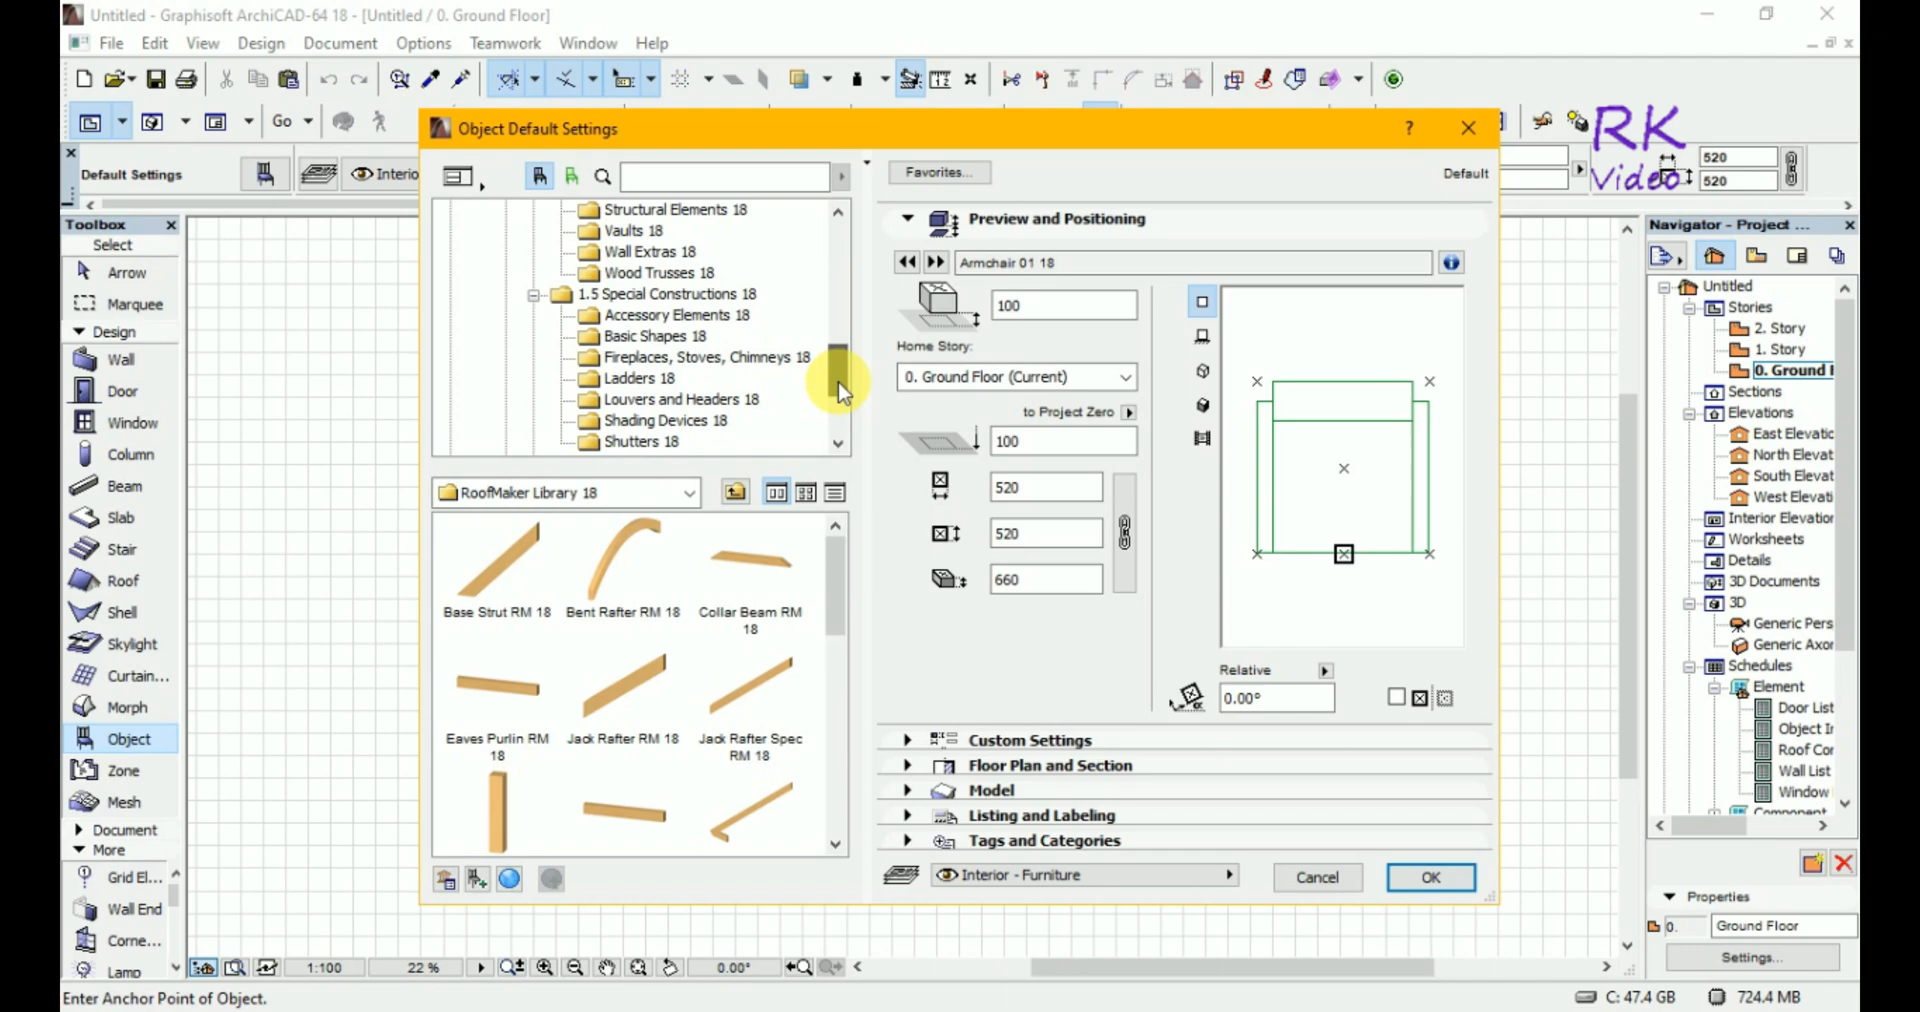 Untitled - Graphisoft ArchiCAD-64 18 - [Untitled / 0. Ground Floor]
File Edit View Design Document Options Teamwork Window Help
Go
Default Settings
Interio
520
520
RK
Video
Toolbox
Select
Arrow
Marquee
Design
Wall
Door
Window
Column
Beam
Slab
Stair
Roof
Shell
Skylight
Curtain...
Morph
Object
Zone
Mesh
Document
More
Grid El...
Wall End
Corne...
Lamp
Object Default Settings
?
Structural Elements 18
Vaults 18
Wall Extras 18
Wood Trusses 18
1.5 Special Constructions 18
Accessory Elements 18
Basic Shapes 18
Fireplaces, Stoves, Chimneys 18
Ladders 18
Louvers and Headers 18
Shading Devices 18
Shutters 18
RoofMaker Library 18
Base Strut RM 18
Bent Rafter RM 18
Collar Beam RM
18
Eaves Purlin RM
18
Jack Rafter RM 18
Jack Rafter Spec
RM 18
Favorites...
Default
Preview and Positioning
Armchair 01 18
100
Home Story:
0. Ground Floor (Current)
to Project Zero
100
520
520
660
Relative
0.00°
Custom Settings
Floor Plan and Section
Model
Listing and Labeling
Tags and Categories
Interior - Furniture
Cancel
OK
Navigator - Project ...
Untitled
Stories
2. Story
1. Story
0. Ground F
Sections
Elevations
East Elevatic
North Elevat
South Elevat
West Elevati
Interior Elevation
Worksheets
Details
3D Documents
3D
Generic Pers
Generic Axor
Schedules
Element
Door List
Object Ir
Roof Cor
Wall List
Window
Component
Properties
0.
Ground Floor
Settings...
1:100
22 %
0.00°
Enter Anchor Point of Object.
C: 47.4 GB
724.4 MB